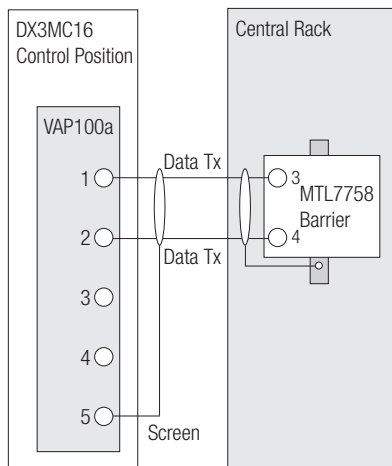 DX3MC16
Control Position
Central Rack
VAP100a
Data Tx
1
3
MTL7758
Barrier
2
4
Data Tx
3
4
5
Screen